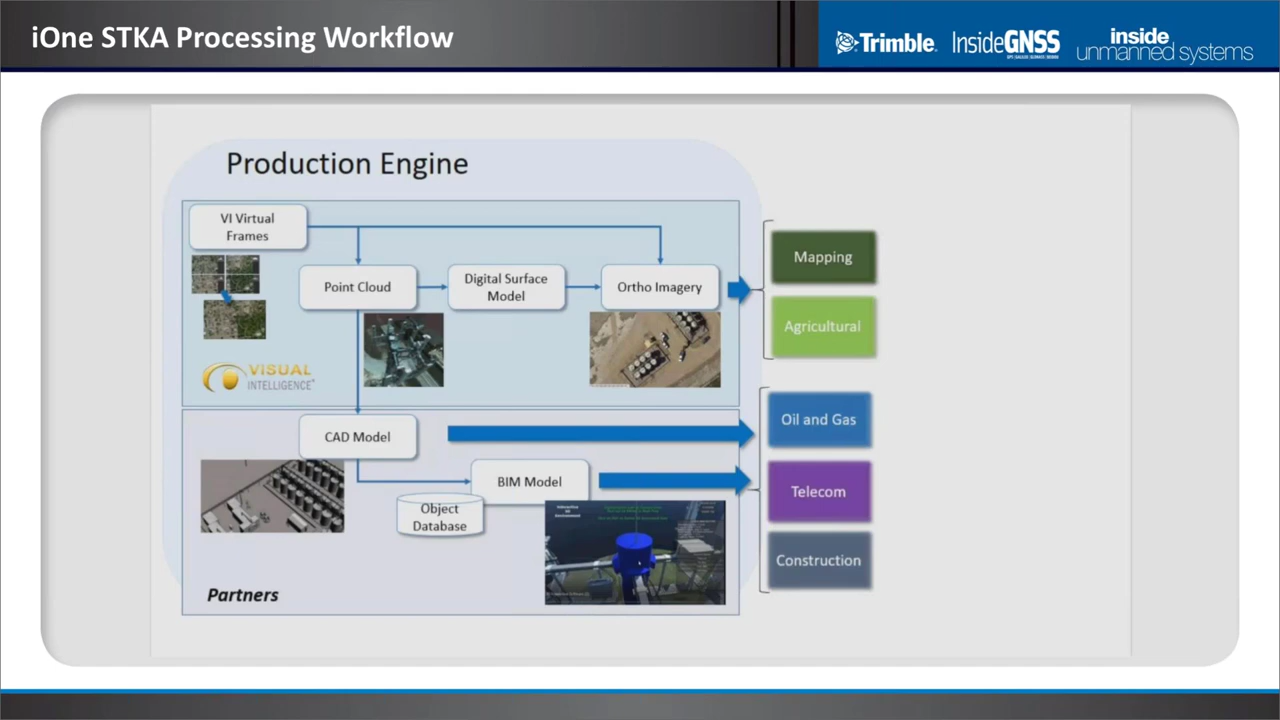 iOne STKA Processing Workflow
Trimble
InsideGNSS
inside
unmanned systems
Production Engine
VI Virtual
Frames
Point Cloud
Digital Surface
Model
Ortho Imagery
Mapping
Agricultural
VISUAL
INTELLIGENCE
CAD Model
Oil and Gas
BIM Model
Telecom
Object
Database
Construction
Partners